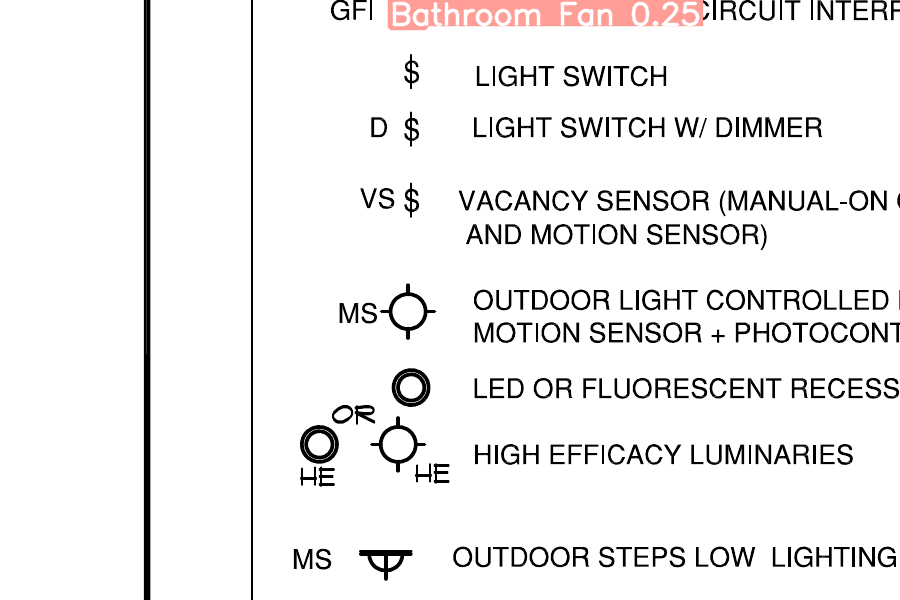 GFI Bathroom Fan 0.25 CIRCUIT INTERF
$ LIGHT SWITCH
D $ LIGHT SWITCH W/ DIMMER
VS $ VACANCY SENSOR (MANUAL-ON
AND MOTION SENSOR)
MS OUTDOOR LIGHT CONTROLLED
MOTION SENSOR + PHOTOCONT
LED OR FLUORESCENT RECESS
OR
HIGH EFFICACY LUMINARIES
HE HE
MS OUTDOOR STEPS LOW LIGHTING